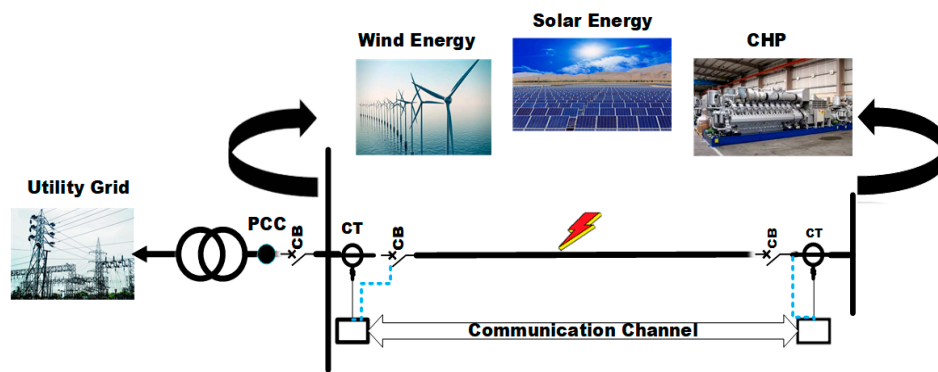 Solar Energy
Wind Energy
CHP
Utility Grid
PCC
CB
CT
CB
CB
CT
Communication Channel